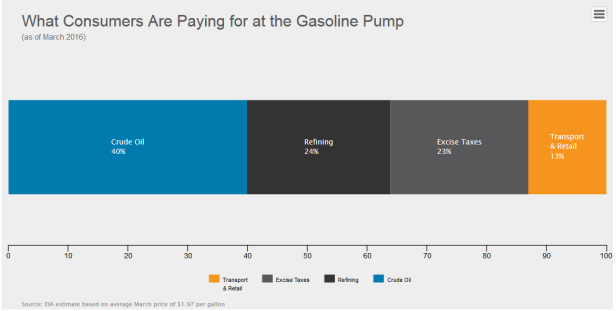 What Consumers Are Paying for at the Gasoline Pump
(as of March 2016)
Crude Oil
40%
Refining
24%
Excise Taxes
23%
Transport
& Retail
13%
0 10 20 30 40 50 60 70 80 90 100
Transport
& Retail
Excise Taxes
Refining
Crude Oil
Source: EIA estimate based on average March price of $1.97 per gallon